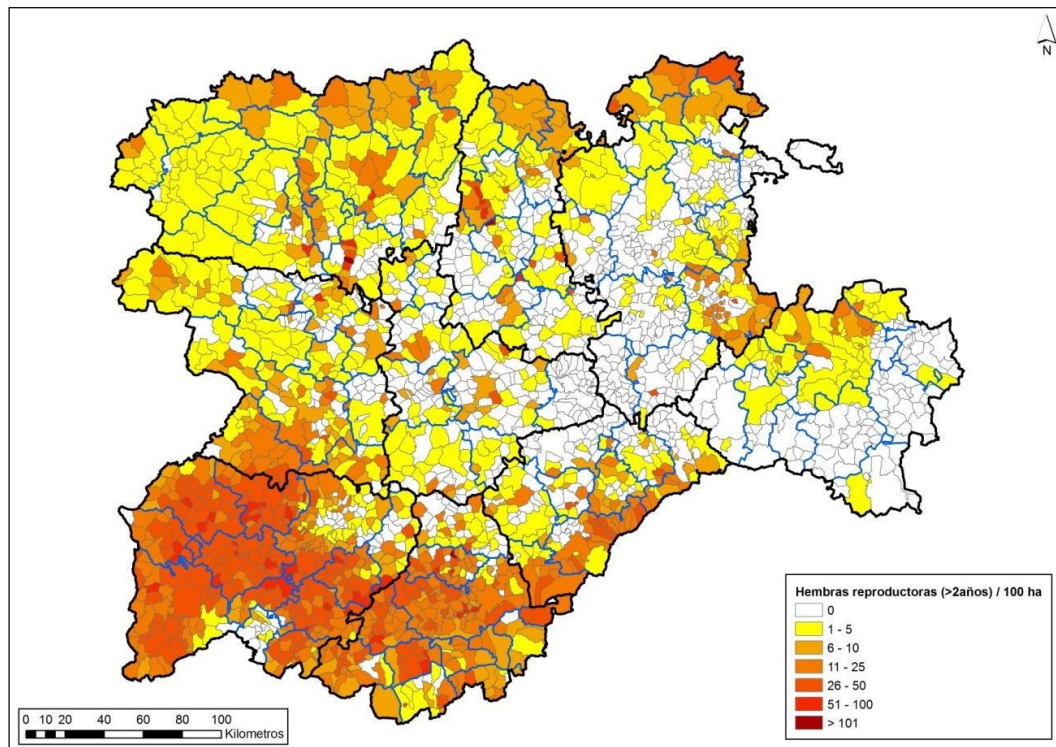 N
Hembras reproductoras (>2años) / 100 ha
0
1 - 5
6 - 10
11 - 25
26 - 50
51 - 100
> 101
0 10 20 40 60 80 100
Kilometros